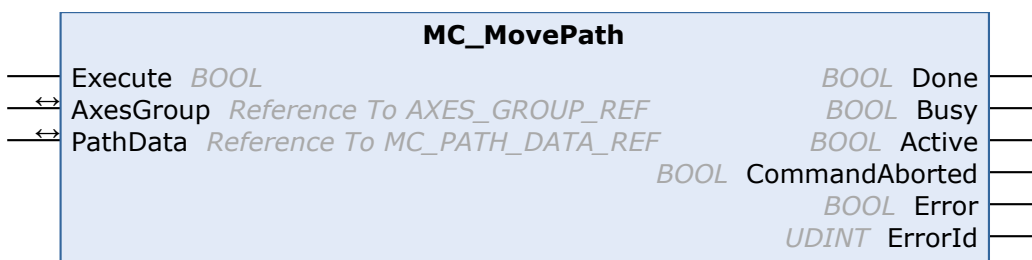 MC_MovePath
Execute BOOL BOOL Done
AxesGroup Reference To AXES_GROUP_REF BOOL Busy
PathData Reference To MC_PATH_DATA_REF BOOL Active
BOOL CommandAborted
BOOL Error
UDINT ErrorId